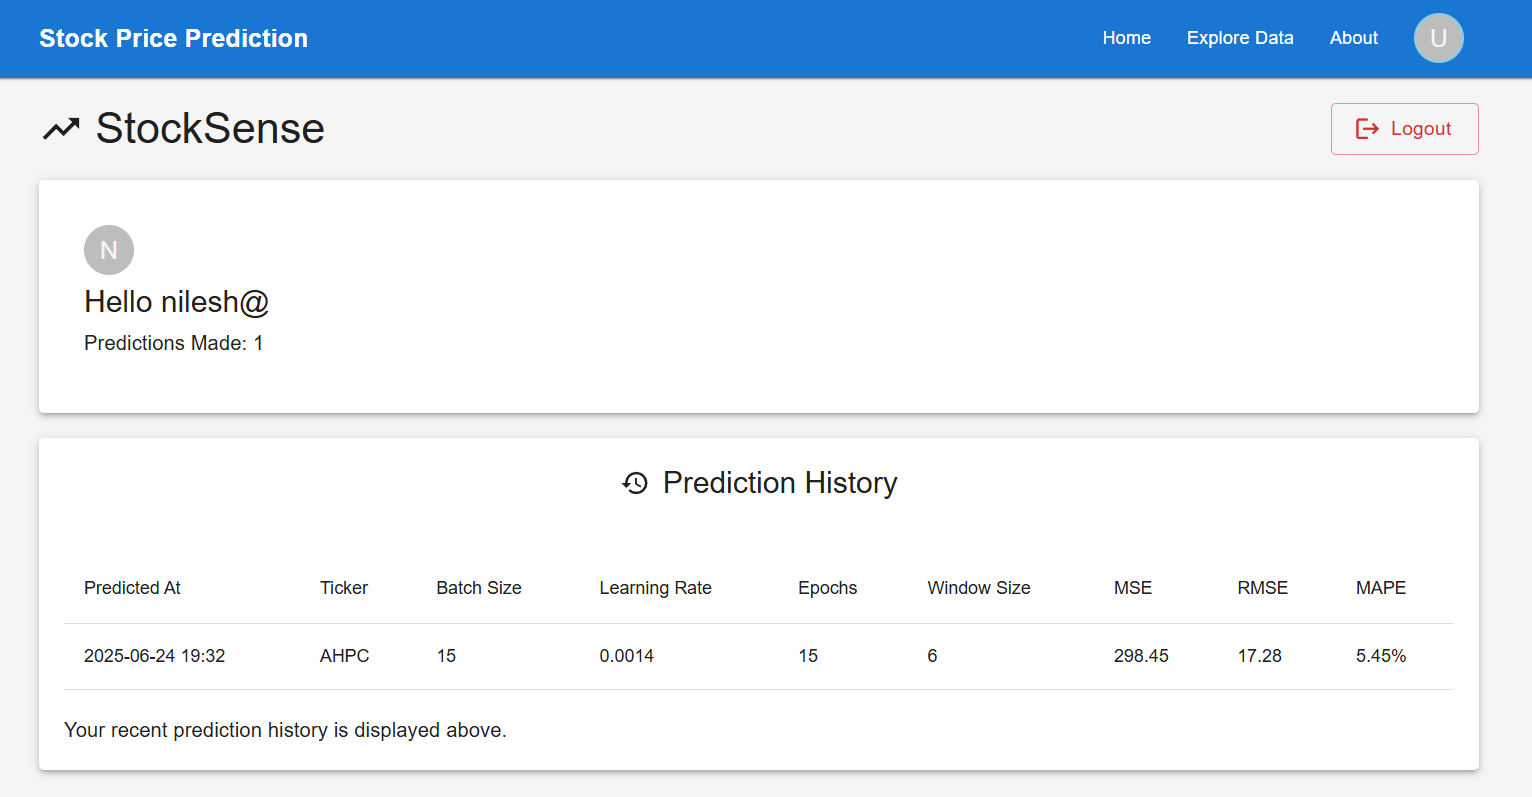 Stock Price Prediction Home Explore Data About U
StockSense Logout
N
Hello nilesh@
Predictions Made: 1
Prediction History
Predicted At Ticker Batch Size Learning Rate Epochs Window Size MSE RMSE MAPE
2025-06-24 19:32 AHPC 15 0.0014 15 6 298.45 17.28 5.45%
Your recent prediction history is displayed above.